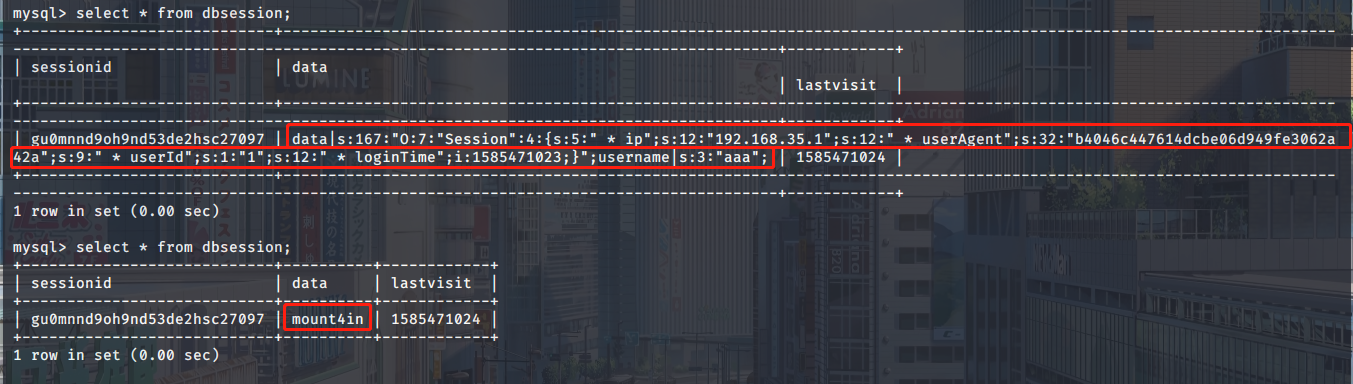 mysql> select * from dbsession;
+----------------------------+------------------------------------------------------------------------------------------------------------------------------------
-------------------------------------------------------------------------------------------+------------+
| sessionid | data
| lastvisit |
+----------------------------+------------------------------------------------------------------------------------------------------------------------------------
-------------------------------------------------------------------------------------------+------------+
| gu0mnnd9oh9nd53de2hsc27097 | data|s:167:"O:7:"Session":4:{s:5:" * ip";s:12:"192.168.35.1";s:12:" * userAgent";s:32:"b4046c447614dcbe06d949fe3062a
42a";s:9:" * userId";s:1:"1";s:12:" * loginTime";i:1585471023;}";username|s:3:"aaa"; | 1585471024 |
+----------------------------+------------------------------------------------------------------------------------------------------------------------------------
-------------------------------------------------------------------------------------------+------------+
1 row in set (0.00 sec)
mysql> select * from dbsession;
+----------------------------+----------+------------+
| sessionid | data | lastvisit |
+----------------------------+----------+------------+
| gu0mnnd9oh9nd53de2hsc27097 | mount4in | 1585471024 |
+----------------------------+----------+------------+
1 row in set (0.00 sec)
LUMINE